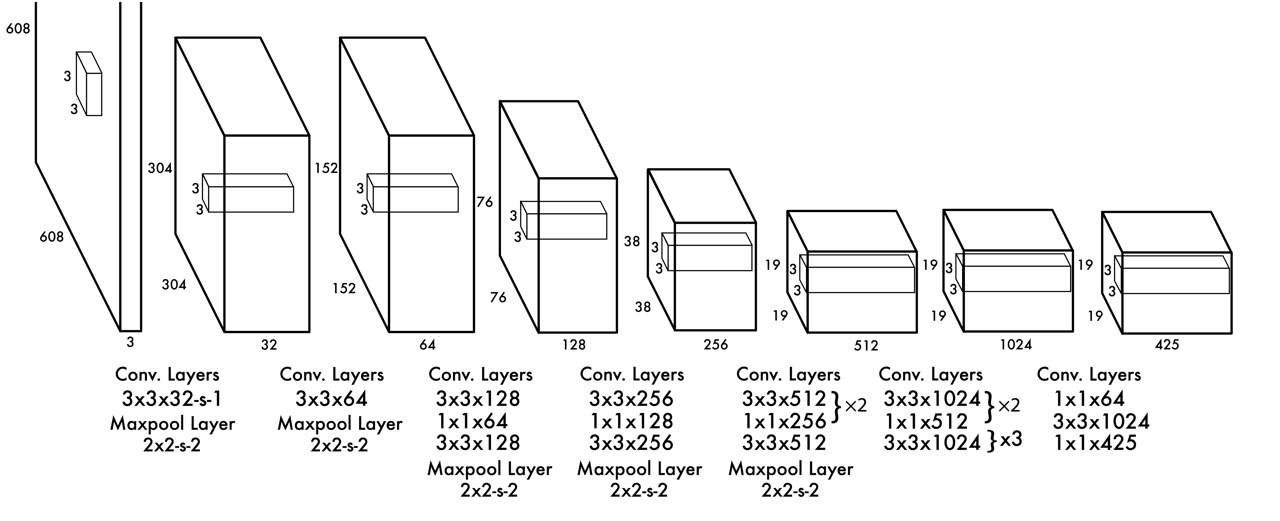 608
3
3
608
3
304
3
3
304
32
152
3
3
152
64
76
3
3
76
128
38
3
3
38
256
19
3
3
19
512
19
3
3
19
1024
19
3
3
19
425
Conv. Layers
3x3x32-s-1
Maxpool Layer
2x2-s-2
Conv. Layers
3x3x64
Maxpool Layer
2x2-s-2
Conv. Layers
3x3x128
1x1x64
3x3x128
Maxpool Layer
2x2-s-2
Conv. Layers
3x3x256
1x1x128
3x3x256
Maxpool Layer
2x2-s-2
Conv. Layers
3x3x512
1x1x256 } ×2
3x3x512
Maxpool Layer
2x2-s-2
Conv. Layers
3x3x1024
1x1x512 } ×2
3x3x1024 } x3
Conv. Layers
1x1x64
3x3x1024
1x1x425